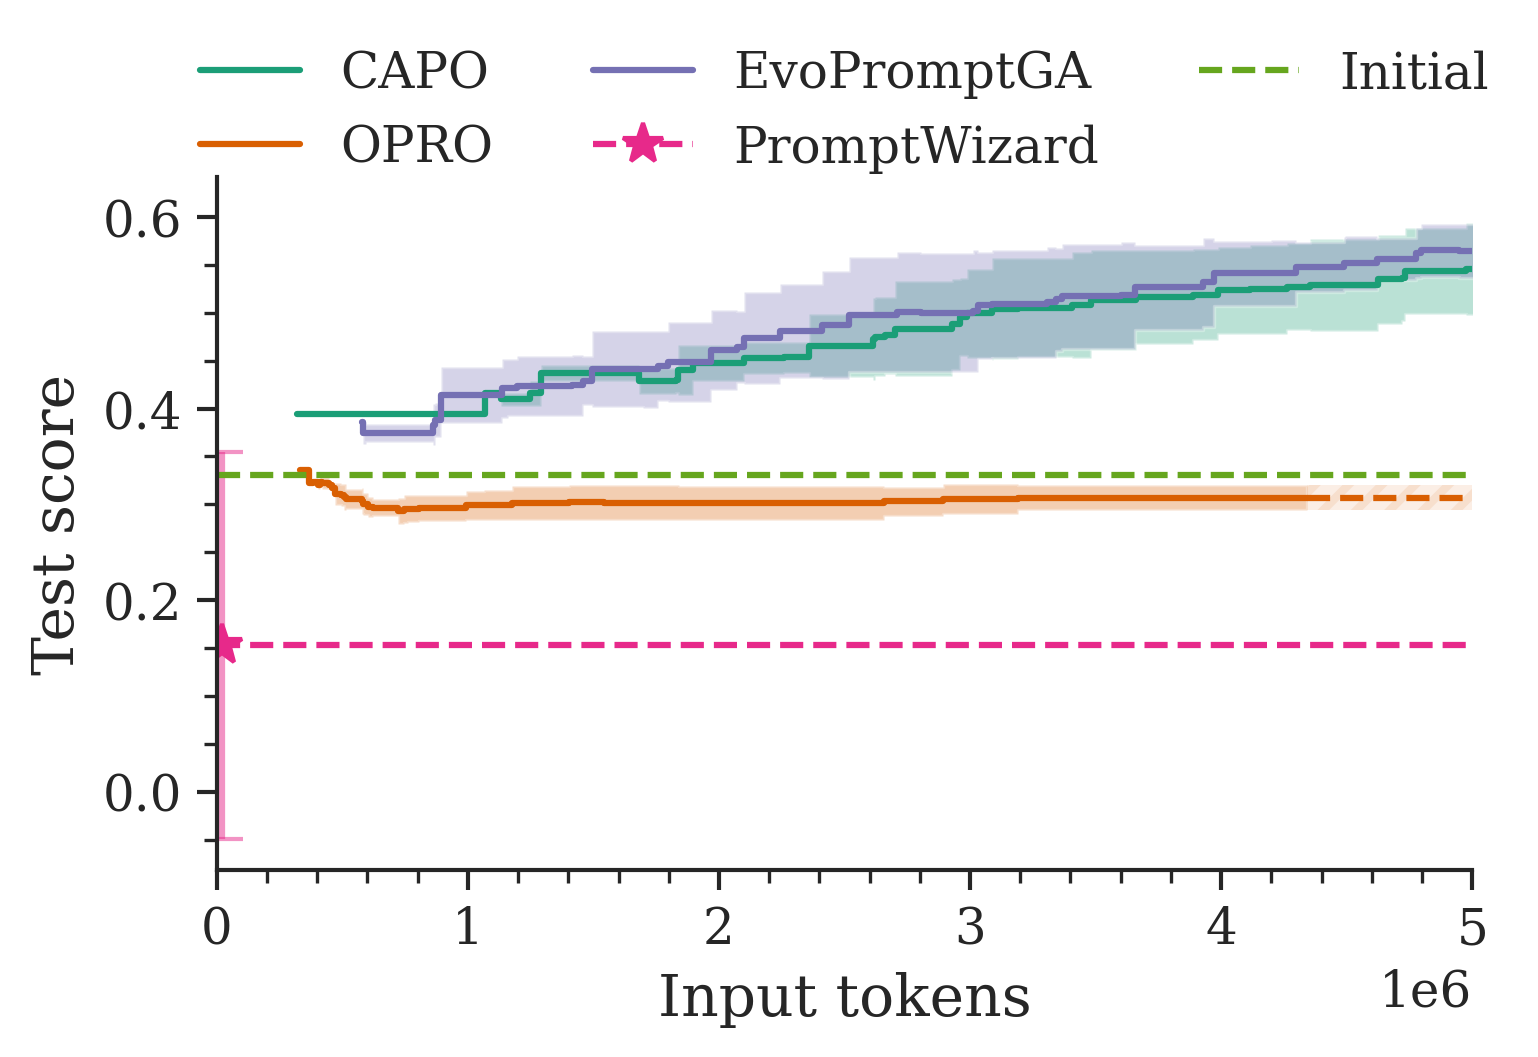 CAPO EvoPromptGA Initial
OPRO PromptWizard
0.6
0.4
0.2
0.0
Test score
0 1 2 3 4 5
Input tokens
1e6